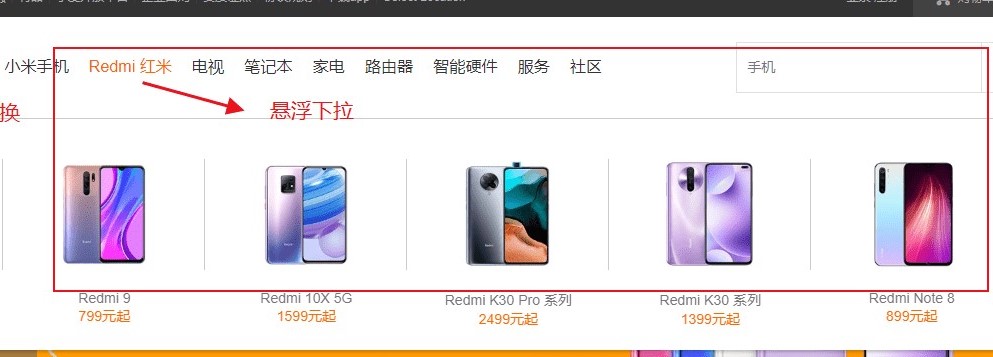 Select Location
小米手机 Redmi 红米 电视 笔记本 家电 路由器 智能硬件 服务 社区 手机
换 悬浮下拉
Redmi 9 Redmi 10X 5G Redmi K30 Pro 系列 Redmi K30 系列 Redmi Note 8
799元起 1599元起 2499元起 1399元起 899元起